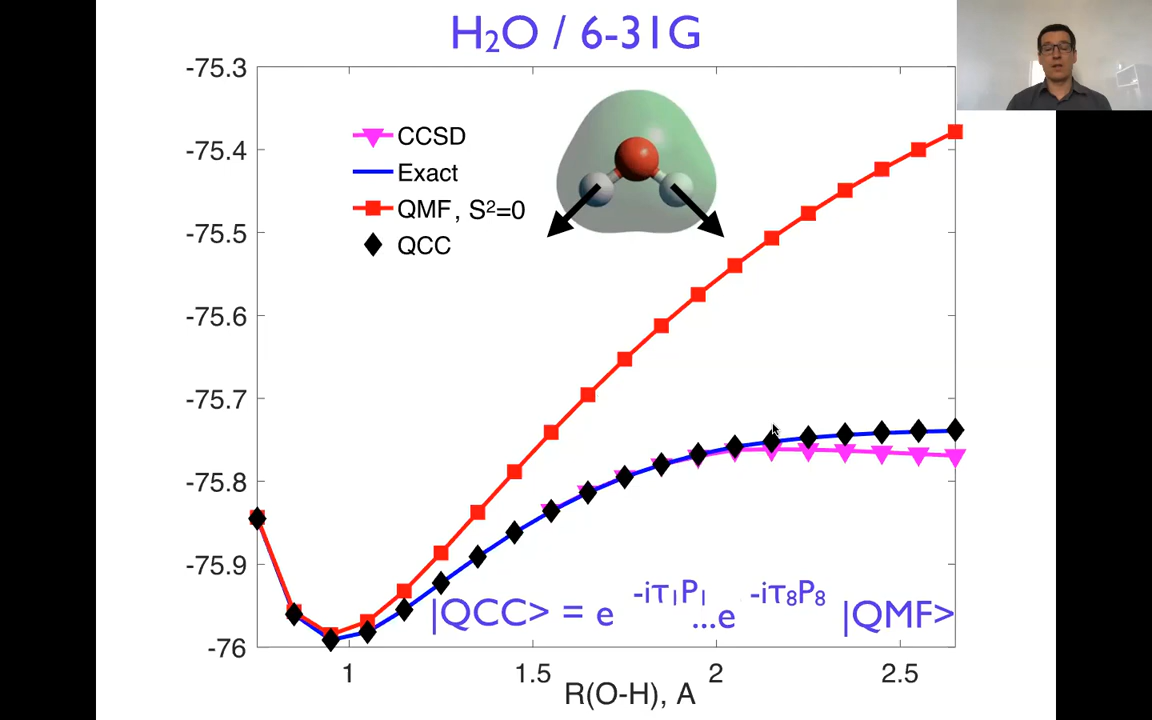 H₂O / 6-31G
-75.3
-75.4
-75.5
-75.6
-75.7
-75.8
-75.9
-76
CCSD
Exact
QMF, S²=0
QCC
|QCC> = e^-iτ₁P₁ ...e^-iτ₈P₈ |QMF>
1 1.5 2 2.5
R(O-H), A